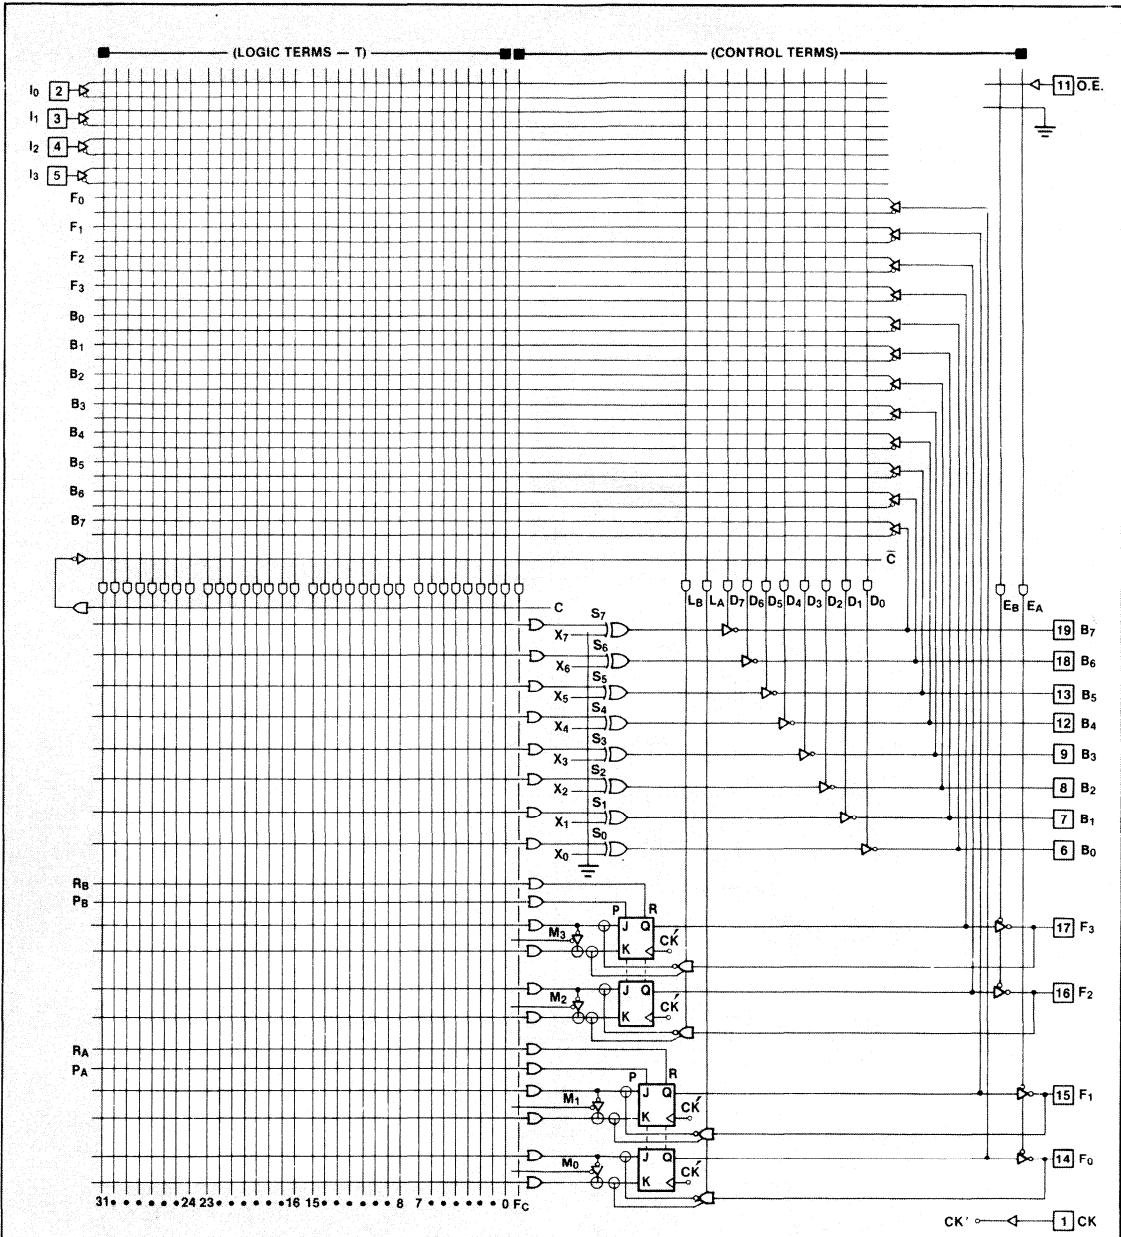 (LOGIC TERMS — T) (CONTROL TERMS)
I0 2
11 O.E.
I1 3
I2 4
I3 5
F0
F1
F2
F3
B0
B1
B2
B3
B4
B5
B6
B7
C̅
LB LA D7 D6 D5 D4 D3 D2 D1 D0 EB EA
C
S7
X7 19 B7
S6
X6 18 B6
S5
X5 13 B5
S4
X4 12 B4
S3
X3 9 B3
S2
X2 8 B2
S1
X1 7 B1
S0
X0 6 B0
RB
PB
P R
M3 J Q 17 F3
K CK'
M2 J Q 16 F2
K CK'
RA
PA
P R
M1 J Q 15 F1
K CK'
M0 J Q 14 F0
K CK'
31 • • • • • • 24 23 • • • • • • 16 15 • • • • • • 8 7 • • • • • • 0 FC
CK' 1 CK